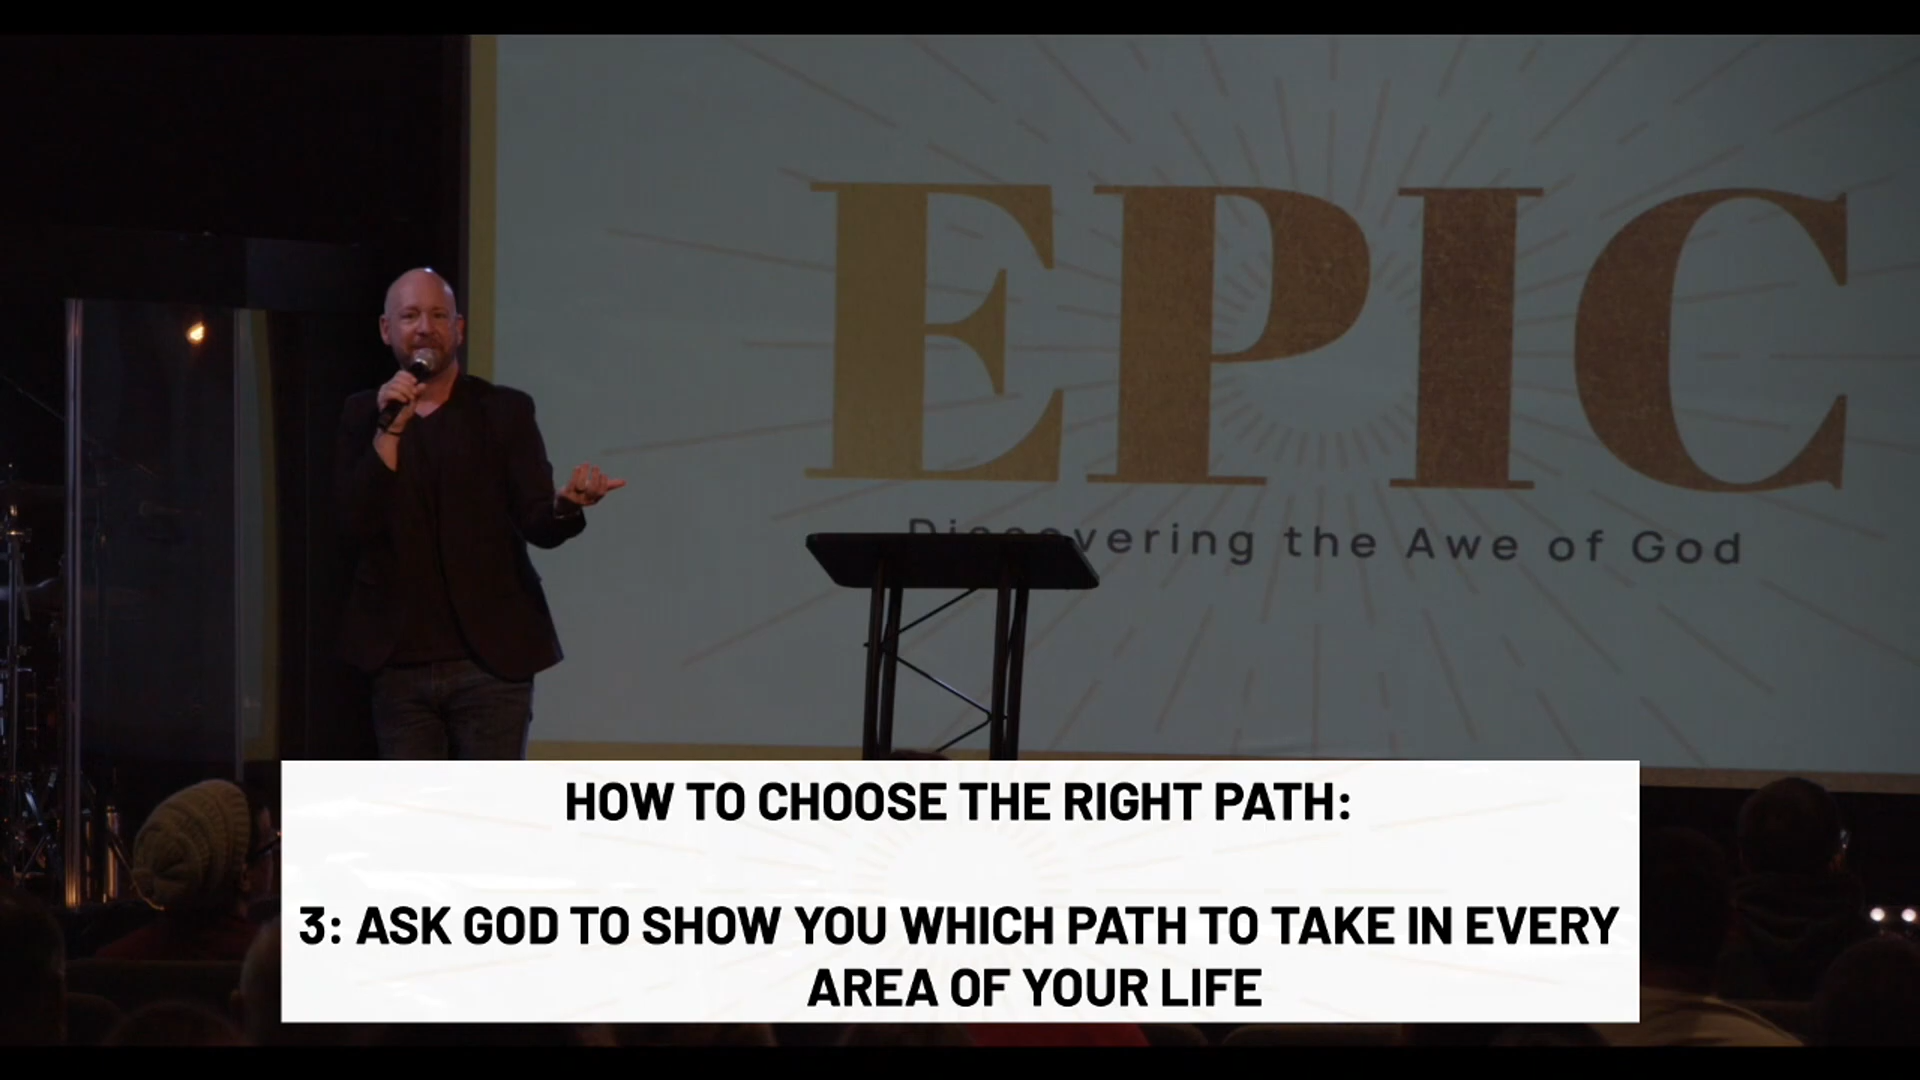 EPIC
Discovering the Awe of God
HOW TO CHOOSE THE RIGHT PATH:
3: ASK GOD TO SHOW YOU WHICH PATH TO TAKE IN EVERY
AREA OF YOUR LIFE